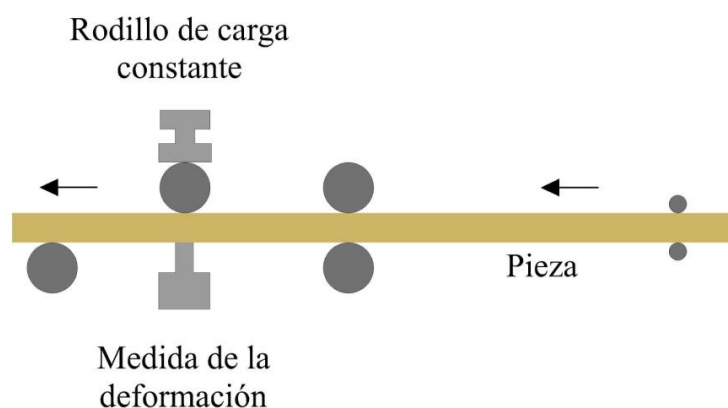 Rodillo de carga
constante
Pieza
Medida de la
deformación